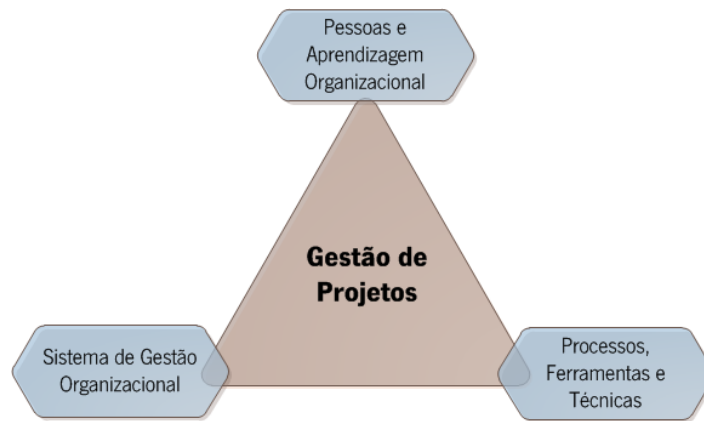 Pessoas e
Aprendizagem
Organizacional
Gestão de
Projetos
Sistema de Gestão
Organizacional
Processos,
Ferramentas e
Técnicas